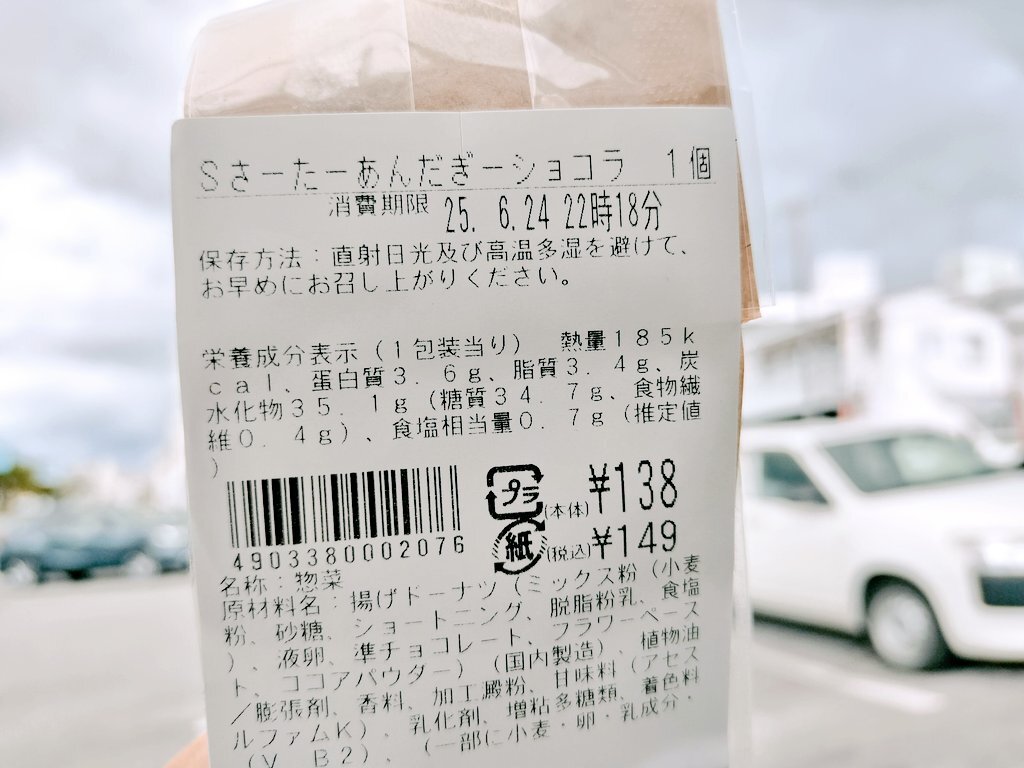 Sさーたーあんだぎーショコラ 1個
消費期限 25. 6.24 22時18分
保存方法：直射日光及び高温多湿を避けて、
お早めにお召し上がりください。
栄養成分表示（1包装当り） 熱量185k
cal、蛋白質3.6g、脂質3.4g、炭
水化物35.1g（糖質34.7g、食物繊
維0.4g）、食塩相当量0.7g（推定値
）
プラ
(本体) ¥138
紙
(税込) ¥149
4903380002076
名称：惣菜
原材料名：揚げドーナツ（ミックス粉（小麦
粉、砂糖、ショートニング、脱脂粉乳、食塩
）、液卵、準チョコレート、フラワーペース
ト、ココアパウダー）（国内製造）、植物油
／膨張剤、香料、加工澱粉、甘味料（アセス
ルファムK）、乳化剤、増粘多糖類、着色料
（V．B2）、（一部に小麦・卵・乳成分・